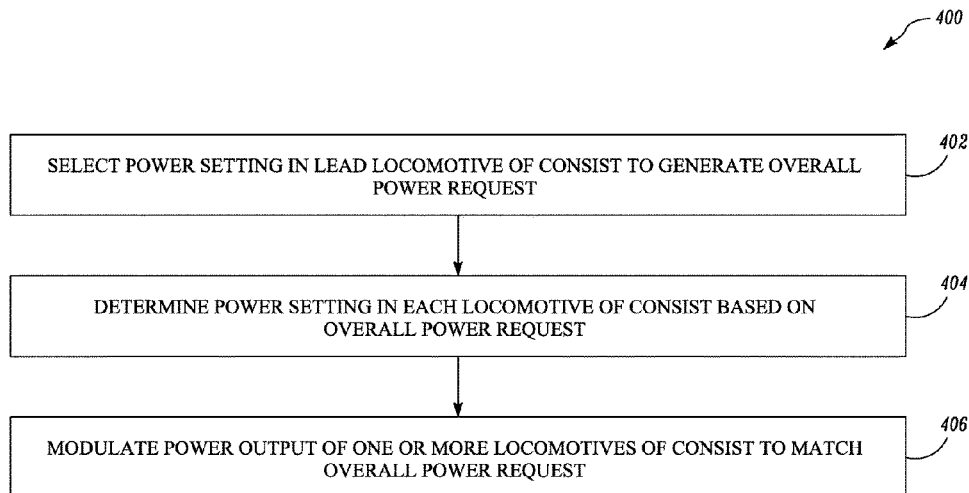 400
SELECT POWER SETTING IN LEAD LOCOMOTIVE OF CONSIST TO GENERATE OVERALL
POWER REQUEST
402
DETERMINE POWER SETTING IN EACH LOCOMOTIVE OF CONSIST BASED ON
OVERALL POWER REQUEST
404
MODULATE POWER OUTPUT OF ONE OR MORE LOCOMOTIVES OF CONSIST TO MATCH
OVERALL POWER REQUEST
406